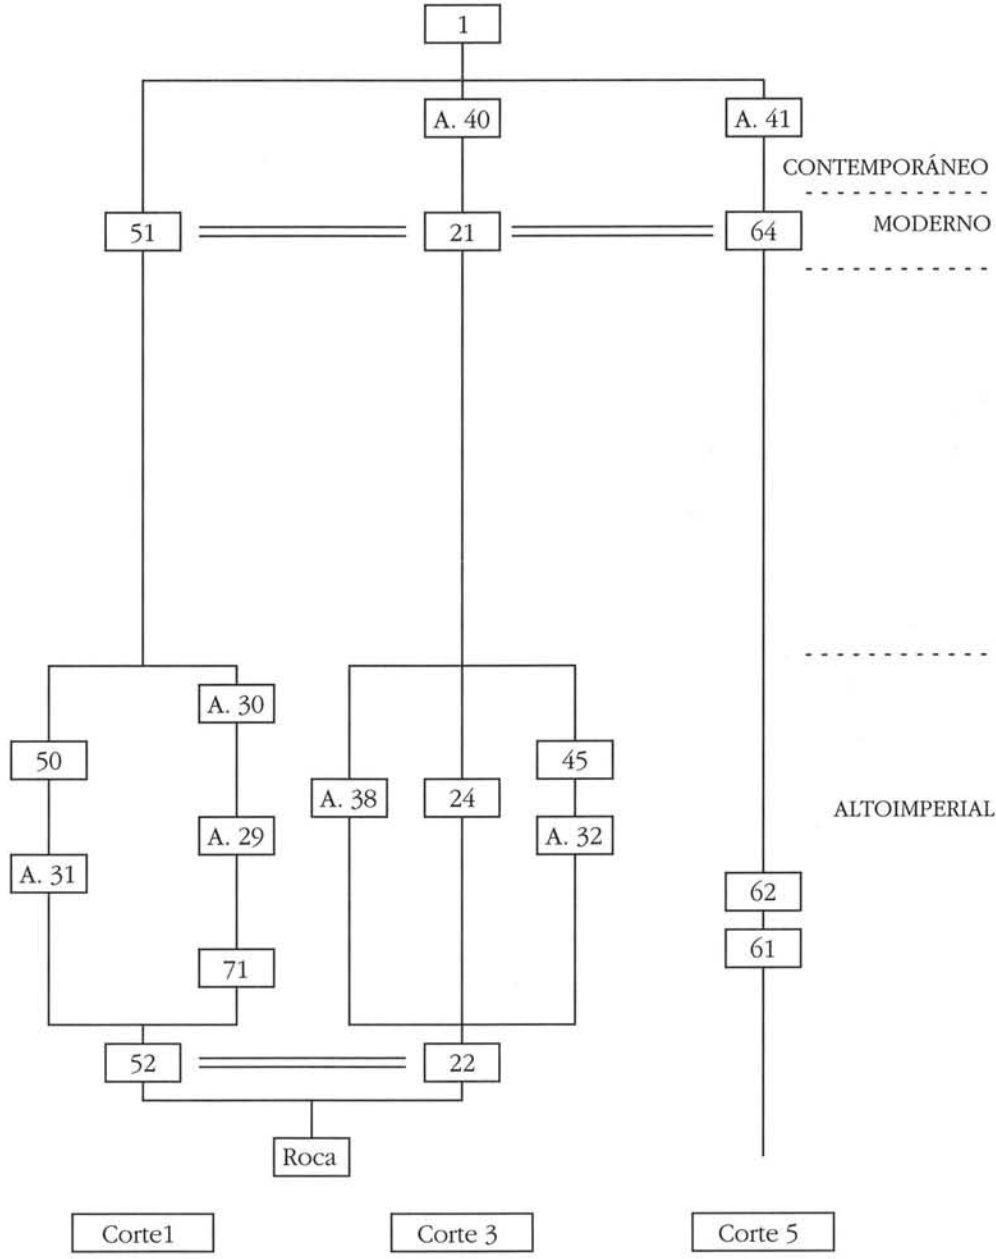 1
A. 40
A. 41
CONTEMPORÁNEO
51
21
64
MODERNO
A. 30
50
45
A. 38
24
ALTOIMPERIAL
A. 29
A. 32
A. 31
62
61
71
52
22
Roca
Corte1
Corte 3
Corte 5